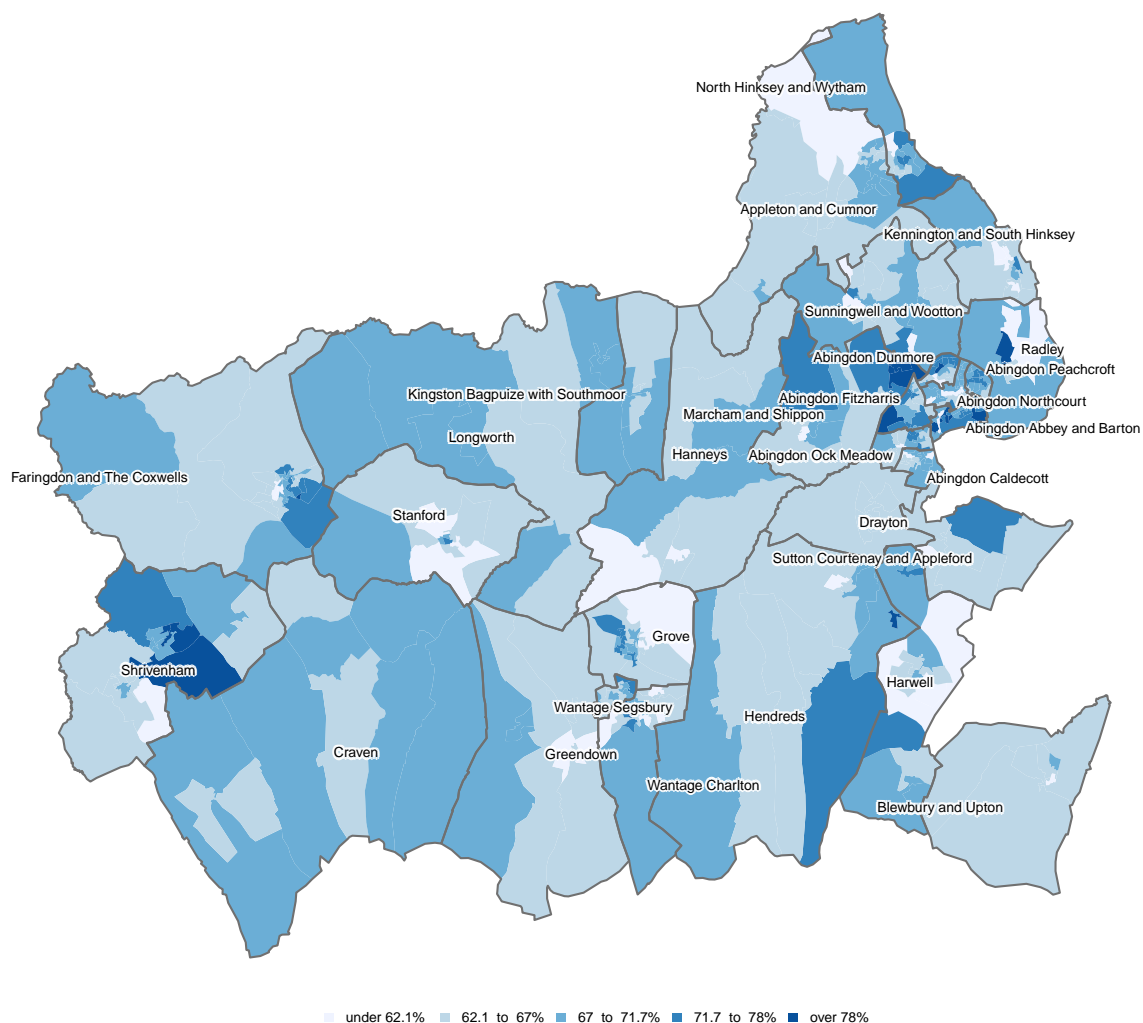 North Hinksey and Wytham
Appleton and Cumnor
Kennington and South Hinksey
Sunningwell and Wootton
Radley
Abingdon Dunmore
Abingdon Peachcroft
Kingston Bagpuize with Southmoor
Abingdon Fitzharris
Abingdon Northcourt
Marcham and Shippon
Abingdon Abbey and Barton
Longworth
Hanneys
Abingdon Ock Meadow
Faringdon and The Coxwells
Abingdon Caldecott
Stanford
Drayton
Sutton Courtenay and Appleford
Grove
Shrivenham
Harwell
Wantage Segsbury
Hendreds
Craven
Greendown
Wantage Charlton
Blewbury and Upton
under 62.1% 62.1 to 67% 67 to 71.7% 71.7 to 78% over 78%